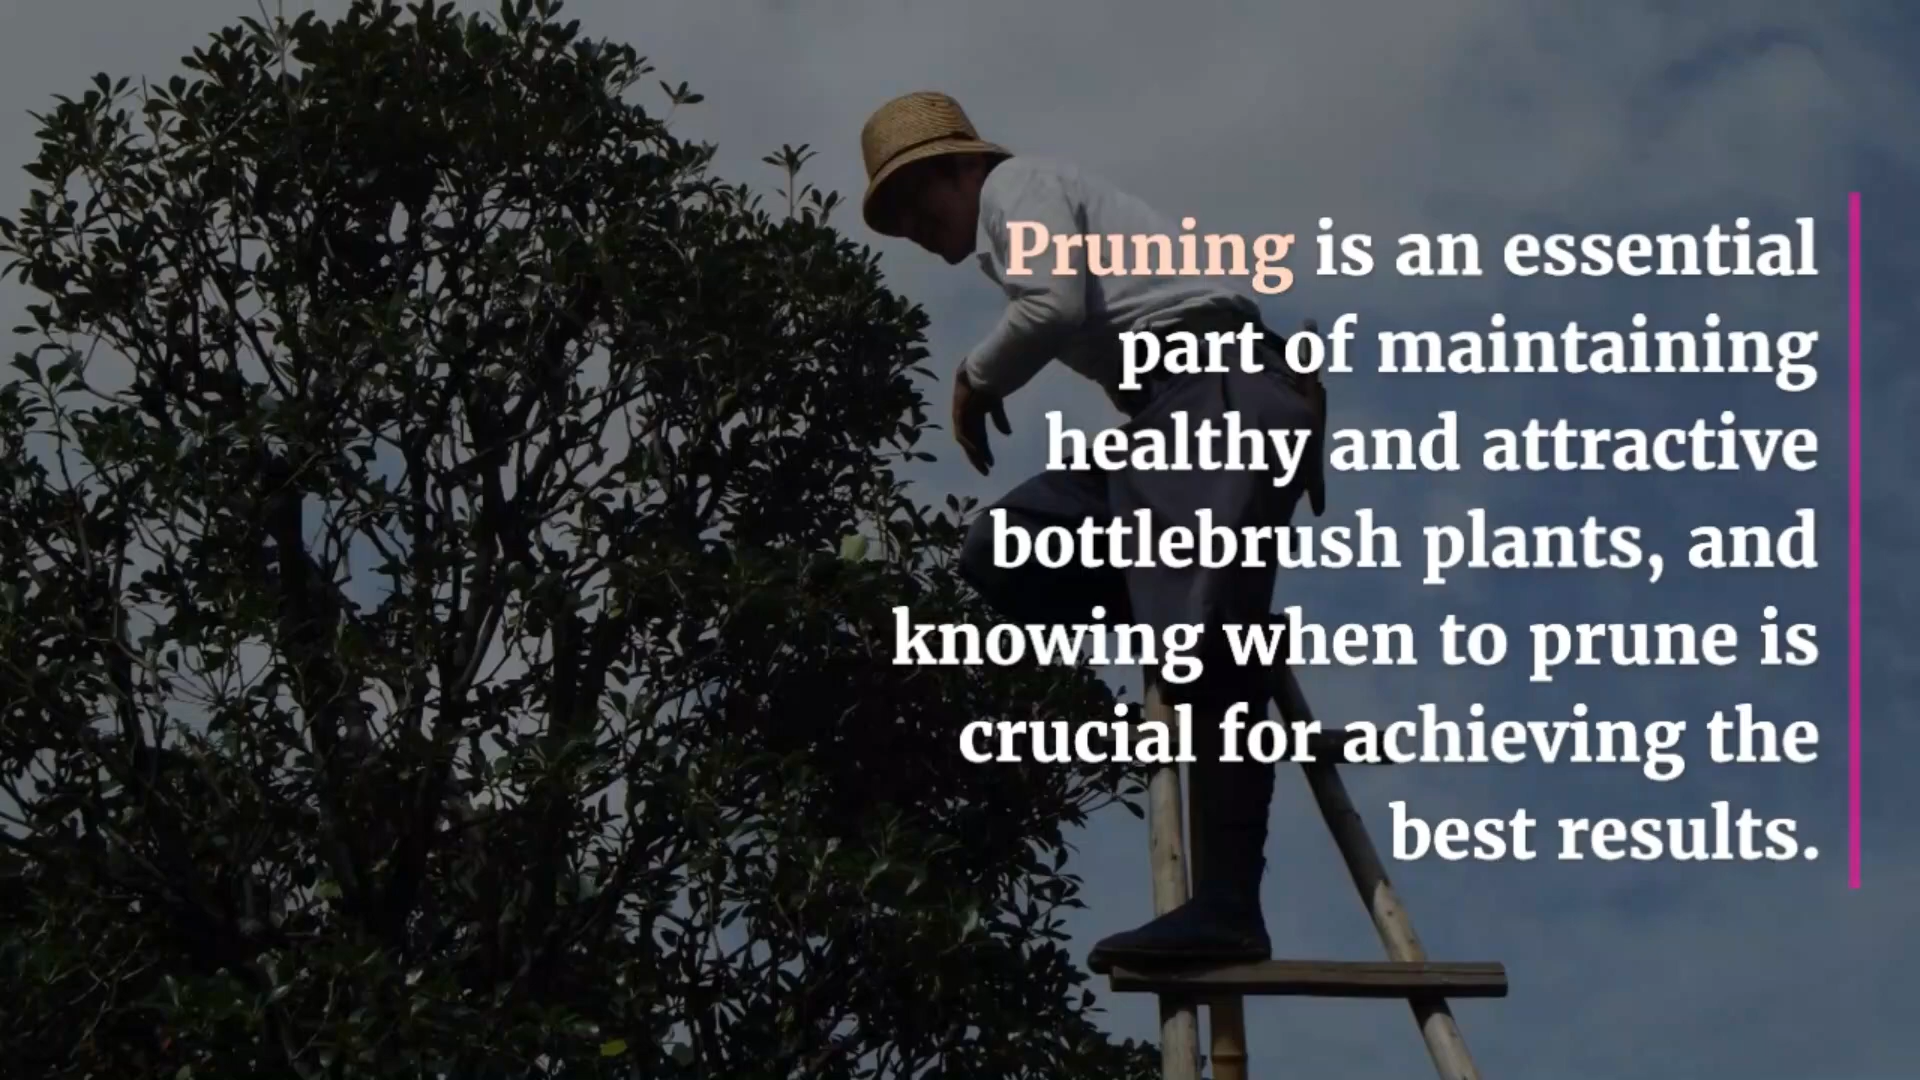 Pruning is an essential
part of maintaining
healthy and attractive
bottlebrush plants, and
knowing when to prune is
crucial for achieving the
best results.